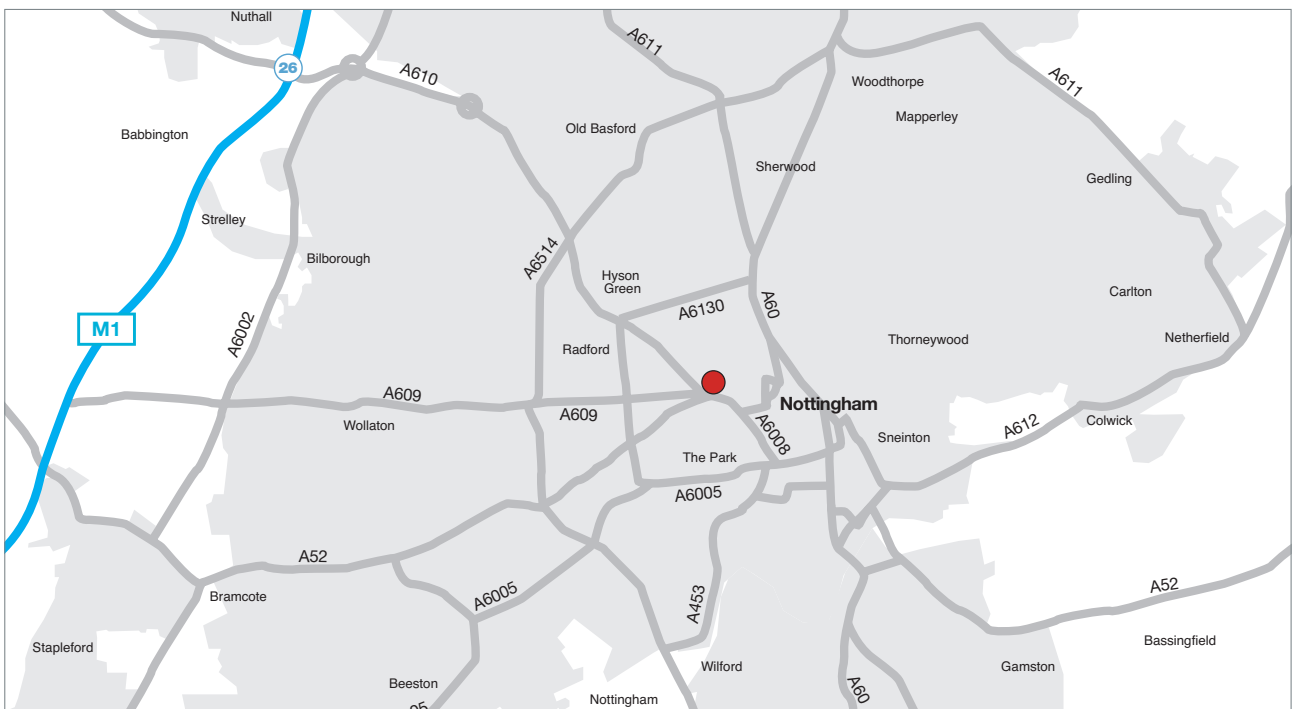 Nuthall
A611
26
A610
A611
Woodthorpe
Mapperley
Babbington
Old Basford
Sherwood
Gedling
Strelley
Bilborough
A6514
Hyson
Green
Carlton
A6130
A60
M1
A6002
Radford
Thorneywood
Netherfield
A609
A609
Nottingham
Wollaton
A6008
Sneinton
A612
Colwick
The Park
A6005
A52
A52
Bramcote
A6005
A453
Stapleford
Wilford
Gamston
Bassingfield
Beeston
A60
Nottingham